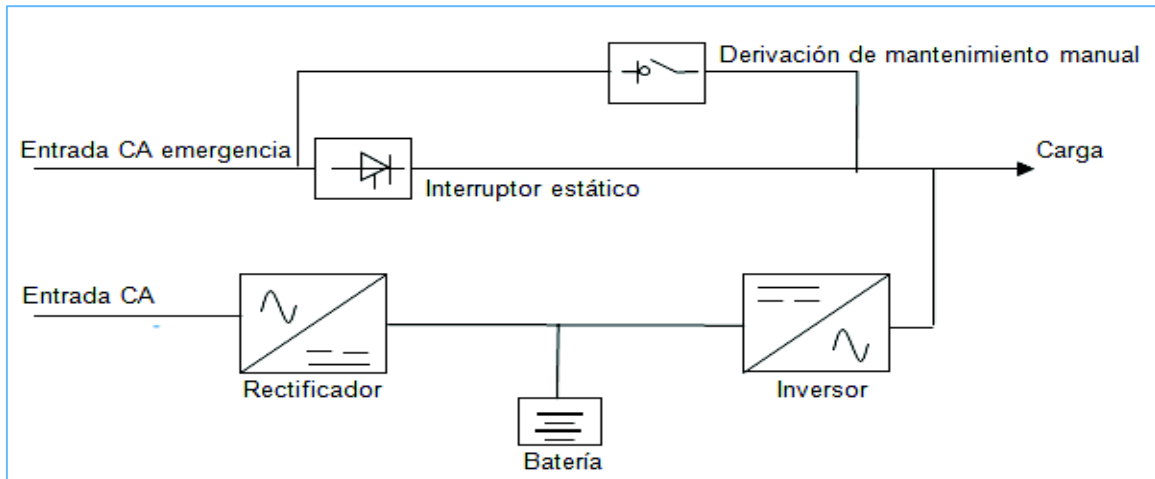 Derivación de mantenimiento manual
Entrada CA emergencia
Carga
Interruptor estático
Entrada CA
Rectificador
Inversor
Batería